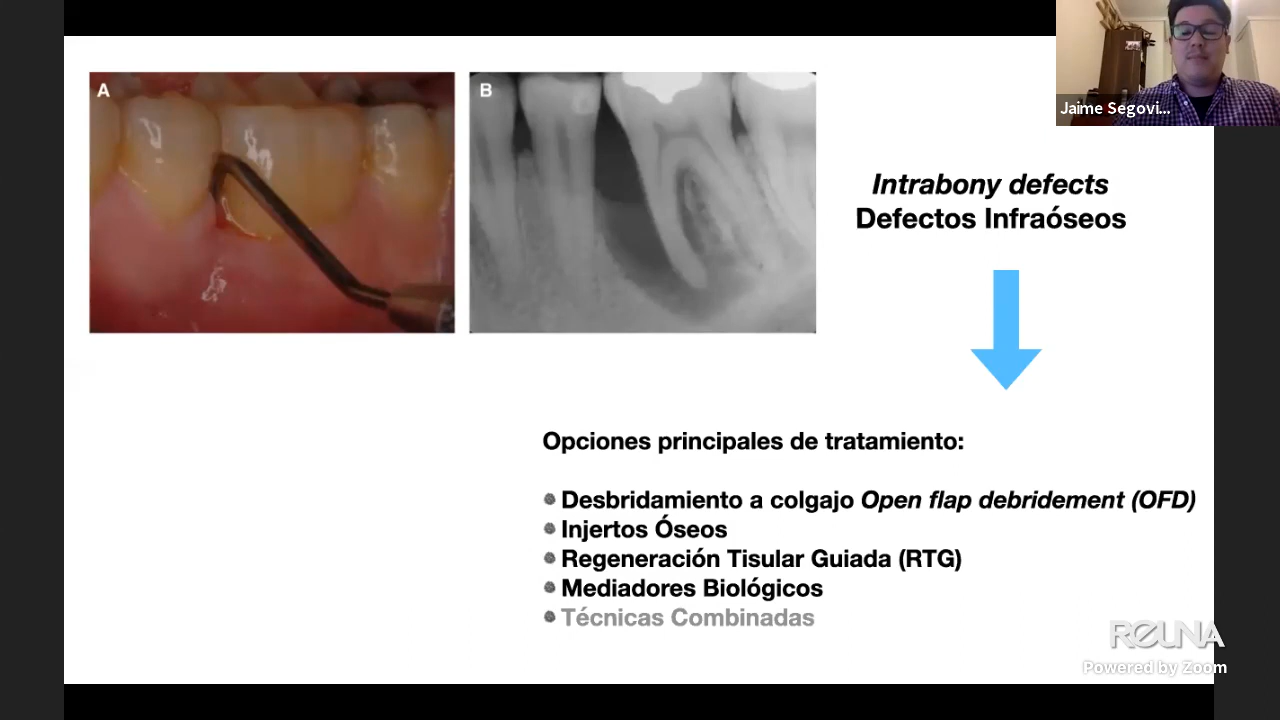 A
B
Jaime Segovi...
Intrabony defects
Defectos Infraóseos
Opciones principales de tratamiento:
Desbridamiento a colgajo Open flap debridement (OFD)
Injertos Óseos
Regeneración Tisular Guiada (RTG)
Mediadores Biológicos
Técnicas Combinadas
REUNA
Powered by Zoom